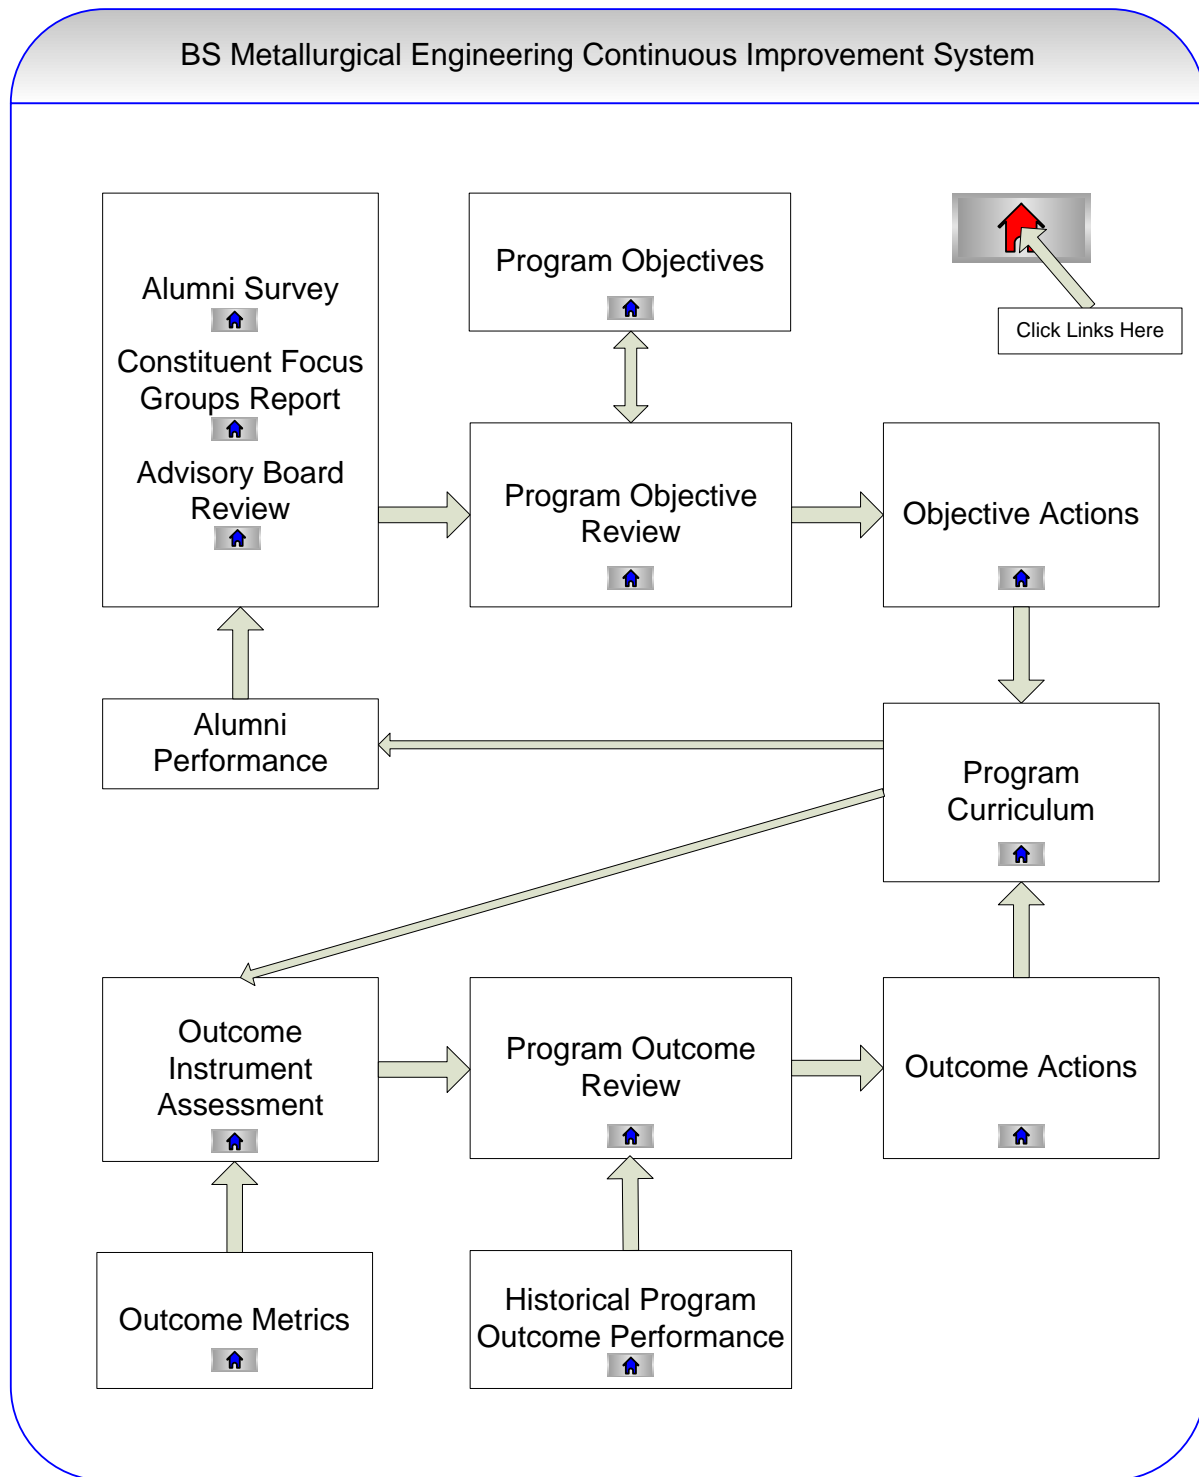 BS Metallurgical Engineering Continuous Improvement System
Alumni Survey
Constituent Focus
Groups Report
Advisory Board
Review
Program Objectives
Click Links Here
Program Objective
Review
Objective Actions
Alumni
Performance
Program
Curriculum
Outcome
Instrument
Assessment
Program Outcome
Review
Outcome Actions
Outcome Metrics
Historical Program
Outcome Performance